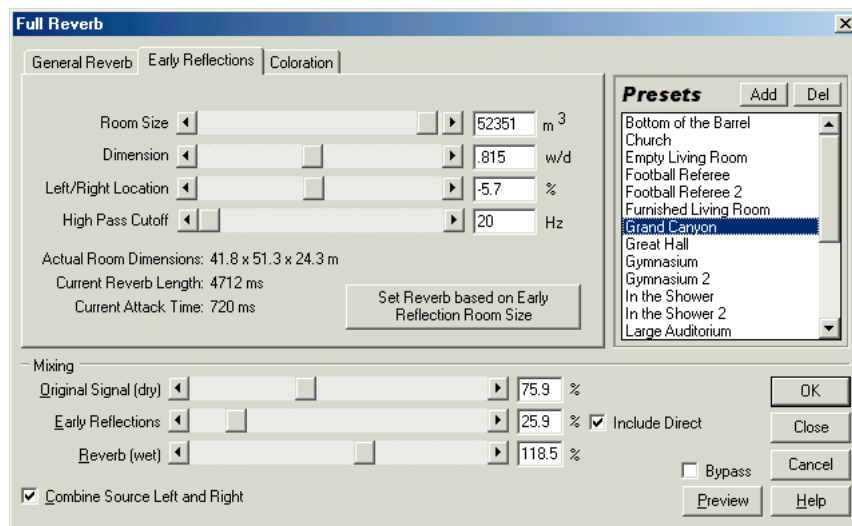 Full Reverb
General Reverb Early Reflections Coloration
Room Size 52351 m 3
Dimension .815 w/d
Left/Right Location -5.7 %
High Pass Cutoff 20 Hz
Actual Room Dimensions: 41.8 x 51.3 x 24.3 m
Current Reverb Length: 4712 ms
Current Attack Time: 720 ms
Set Reverb based on Early
Reflection Room Size
Presets Add Del
Bottom of the Barrel
Church
Empty Living Room
Football Referee
Football Referee 2
Furnished Living Room
Grand Canyon
Great Hall
Gymnasium
Gymnasium 2
In the Shower
In the Shower 2
Large Auditorium
Mixing
Original Signal (dry) 75.9 %
Early Reflections 25.9 % Include Direct
Reverb (wet) 118.5 %
Combine Source Left and Right
OK
Close
Bypass Cancel
Preview Help